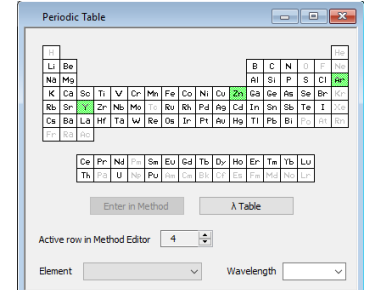 Periodic Table
H He
Li Be B C N O F Ne
Na Mg Al Si P S Cl Ar
K Ca Sc Ti V Cr Mn Fe Co Ni Cu Zn Ga Ge As Se Br Kr
Rb Sr Y Zr Nb Mo Tc Ru Rh Pd Ag Cd In Sn Sb Te I Xe
Cs Ba La Hf Ta W Re Os Ir Pt Au Hg Tl Pb Bi Po At Rn
Fr Ra Ac
Ce Pr Nd Pm Sm Eu Gd Tb Dy Ho Er Tm Yb Lu
Th Pa U Np Pu Am Cm Bk Cf Es Fm Md No Lr
Enter in Method λ Table
Active row in Method Editor 4
Element Wavelength